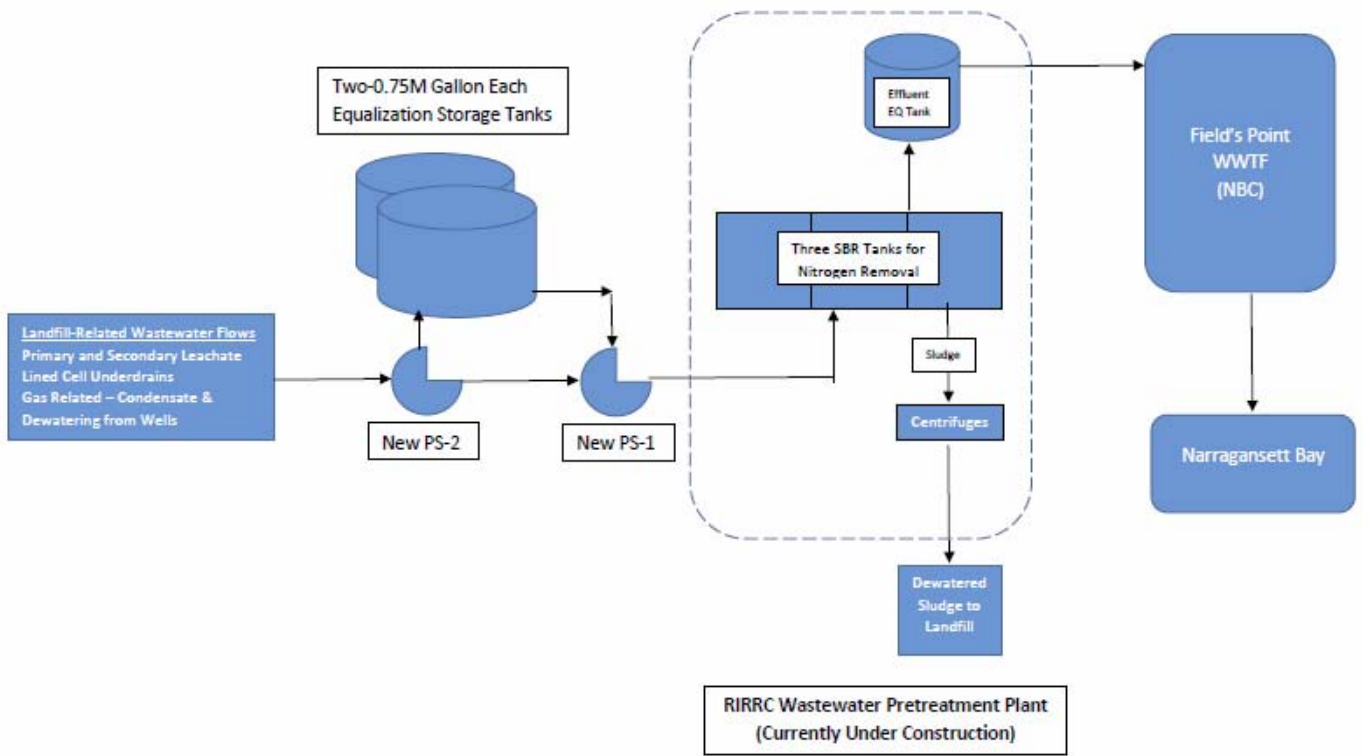 Two-0.75M Gallon Each
Equalization Storage Tanks
Landfill-Related Wastewater Flows
Primary and Secondary Leachate
Lined Cell Underdrains
Gas Related – Condensate &
Dewatering from Wells
New PS-2
New PS-1
Effluent
EQ Tank
Three SBR Tanks for
Nitrogen Removal
Sludge
Centrifuges
Dewatered
Sludge to
Landfill
RIRRC Wastewater Pretreatment Plant
(Currently Under Construction)
Field's Point
WWTF
(NBC)
Narragansett Bay